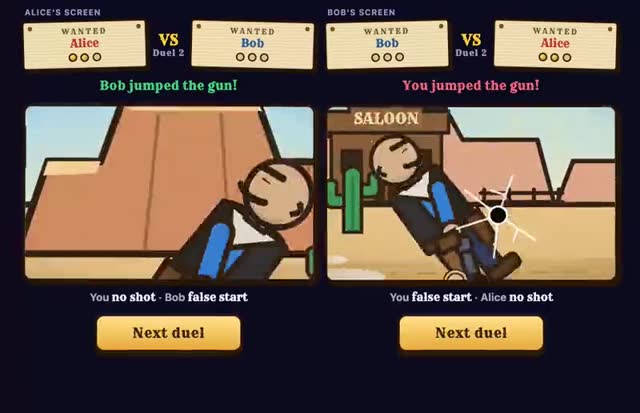 ALICE'S SCREEN
WANTED
Alice
VS
Duel 2
WANTED
Bob
Bob jumped the gun!
You no shot · Bob false start
Next duel
BOB'S SCREEN
WANTED
Bob
VS
Duel 2
WANTED
Alice
You jumped the gun!
SALOON
You false start · Alice no shot
Next duel